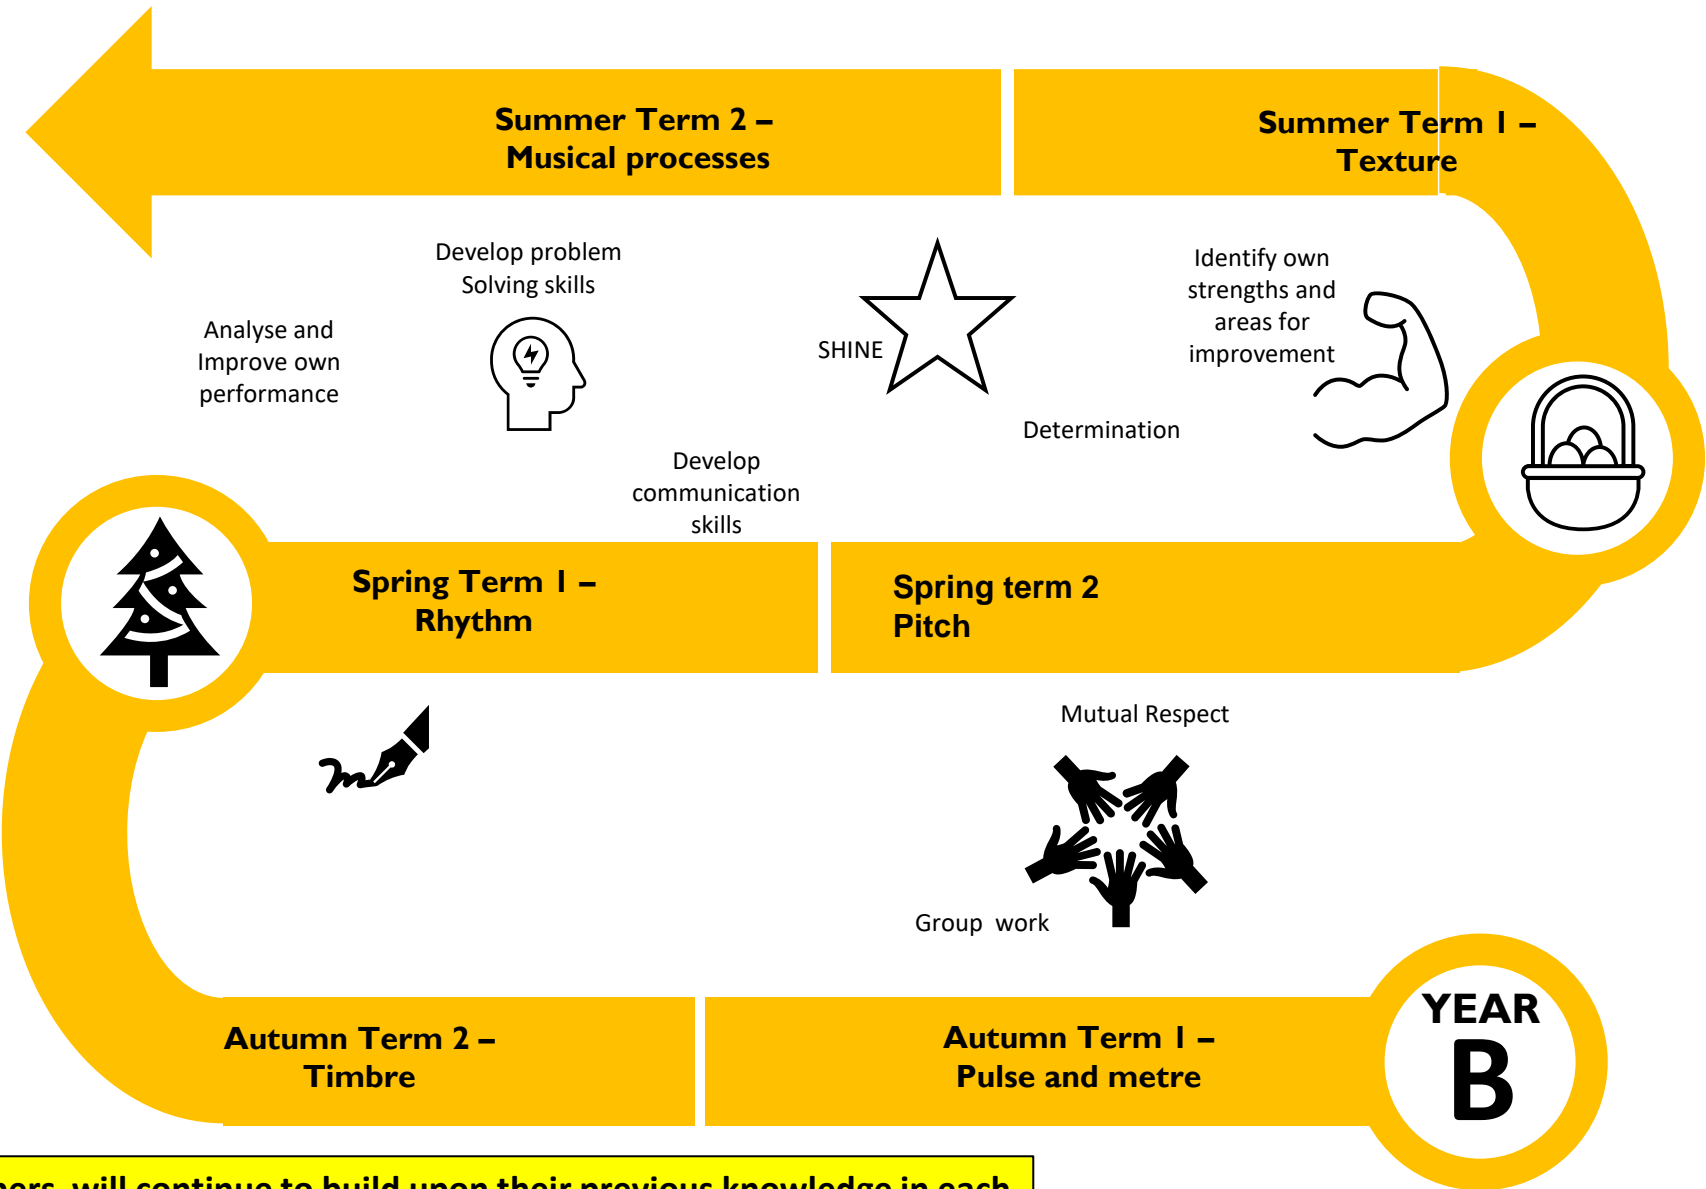 Summer Term 2 –
Musical processes
Summer Term 1 –
Texture
Develop problem
Solving skills
Analyse and
Improve own
performance
SHINE
Identify own
strengths and
areas for
improvement
Determination
Develop
communication
skills
Spring Term 1 –
Rhythm
Spring term 2
Pitch
Mutual Respect
Group work
Autumn Term 2 –
Timbre
Autumn Term 1 –
Pulse and metre
YEAR
B
will continue to build upon their previous knowledge in each